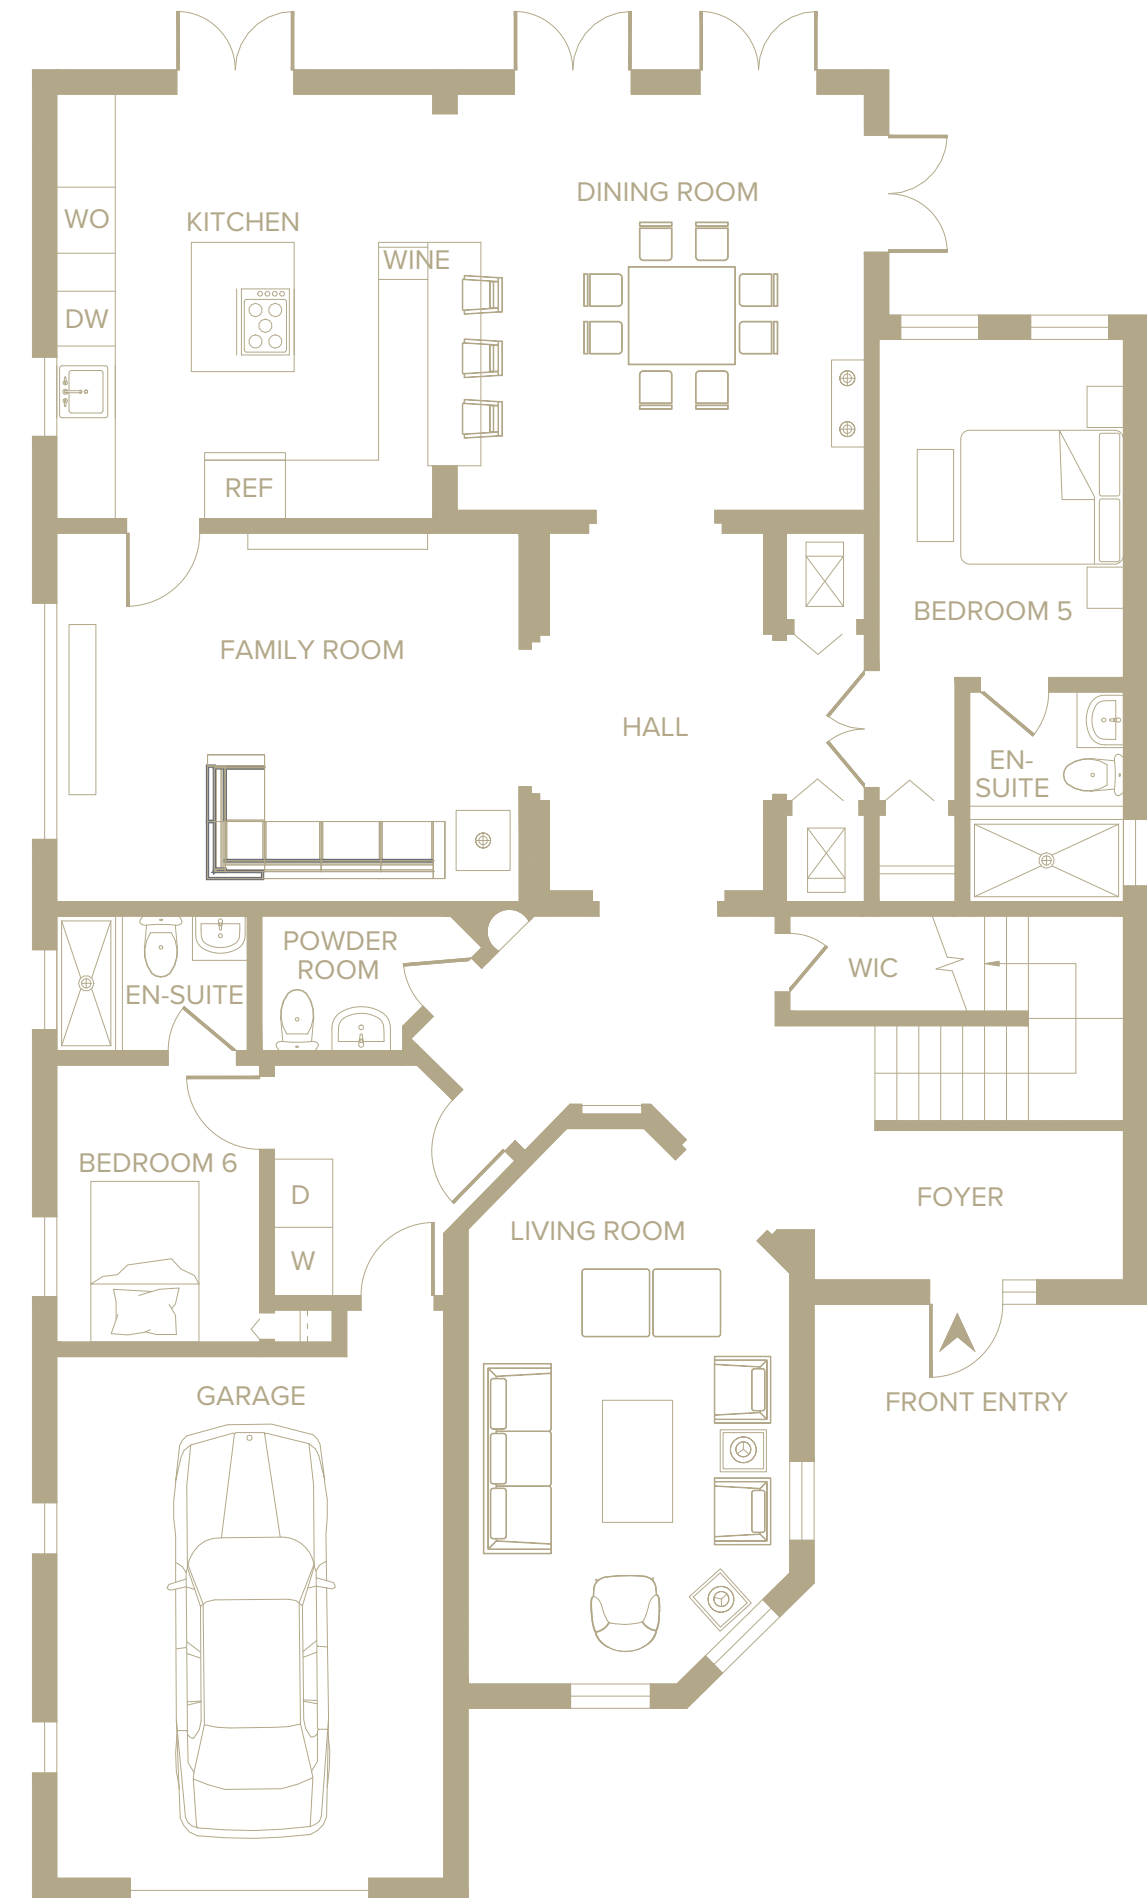 DINING ROOM
WO
KITCHEN
WINE
DW
REF
BEDROOM 5
FAMILY ROOM
HALL
EN-
SUITE
POWDER
ROOM
WIC
EN-SUITE
BEDROOM 6
D
FOYER
LIVING ROOM
W
GARAGE
FRONT ENTRY